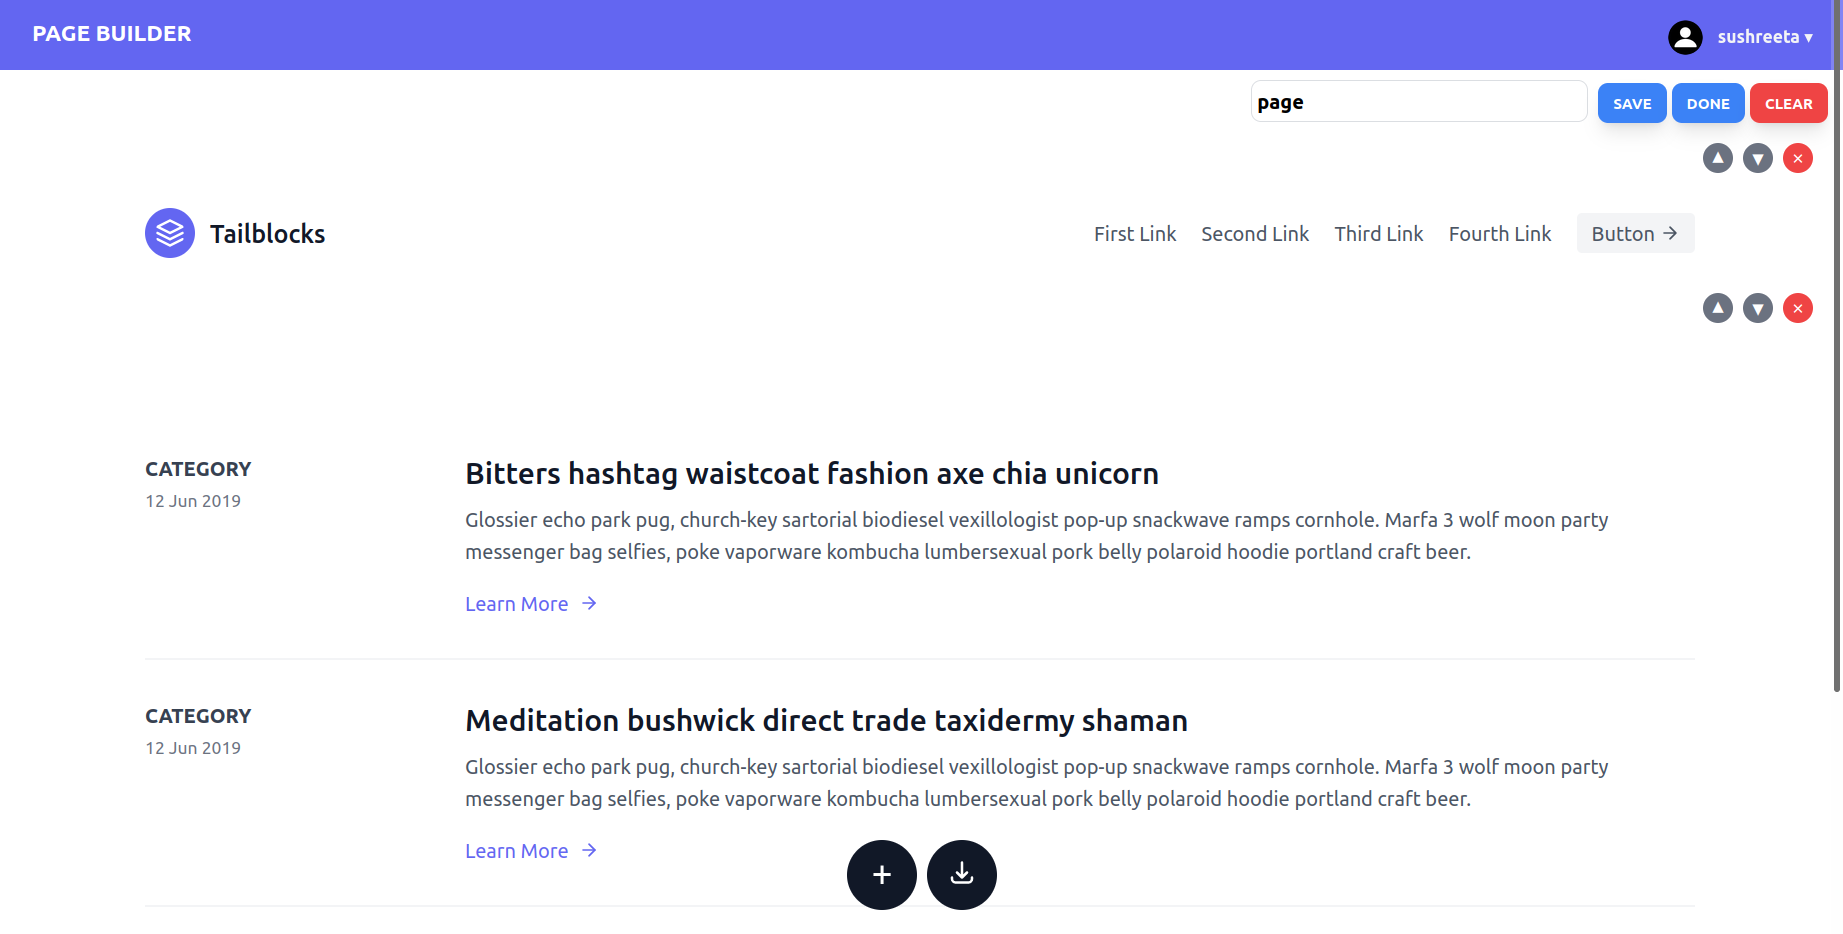 PAGE BUILDER
sushreeta ▾
page
SAVE DONE CLEAR
Tailblocks
First Link Second Link Third Link Fourth Link Button →
CATEGORY
12 Jun 2019
Bitters hashtag waistcoat fashion axe chia unicorn
Glossier echo park pug, church-key sartorial biodiesel vexillologist pop-up snackwave ramps cornhole. Marfa 3 wolf moon party
messenger bag selfies, poke vaporware kombucha lumbersexual pork belly polaroid hoodie portland craft beer.
Learn More →
CATEGORY
12 Jun 2019
Meditation bushwick direct trade taxidermy shaman
Glossier echo park pug, church-key sartorial biodiesel vexillologist pop-up snackwave ramps cornhole. Marfa 3 wolf moon party
messenger bag selfies, poke vaporware kombucha lumbersexual pork belly polaroid hoodie portland craft beer.
Learn More →